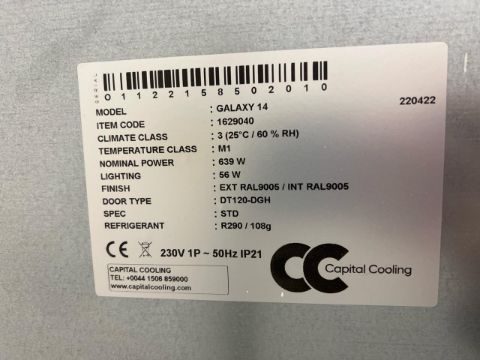 SERIAL
01122158502010
220422
MODEL : GALAXY 14
ITEM CODE : 1629040
CLIMATE CLASS : 3 (25°C / 60 % RH)
TEMPERATURE CLASS : M1
NOMINAL POWER : 639 W
LIGHTING : 56 W
FINISH : EXT RAL9005 / INT RAL9005
DOOR TYPE : DT120-DGH
SPEC : STD
REFRIGERANT : R290 / 108g
CE 230V 1P ~ 50Hz IP21
CC Capital Cooling
CAPITAL COOLING
TEL: +0044 1506 859000
www.capitalcooling.com